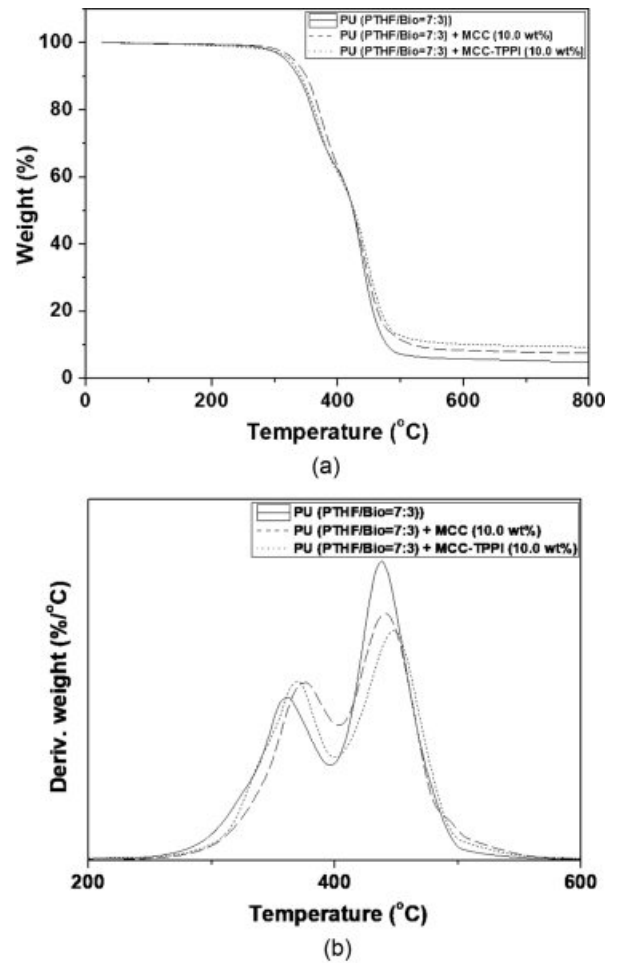 PU (PTHF/Bio=7:3))
PU (PTHF/Bio=7:3) + MCC (10.0 wt%)
PU (PTHF/Bio=7:3) + MCC-TPPI (10.0 wt%)
100
80
60
40
20
0
Weight (%)
0
200
400
600
800
Temperature (°C)
(a)
PU (PTHF/Bio=7:3))
PU (PTHF/Bio=7:3) + MCC (10.0 wt%)
PU (PTHF/Bio=7:3) + MCC-TPPI (10.0 wt%)
Deriv. weight (%/°C)
200
400
600
Temperature (°C)
(b)